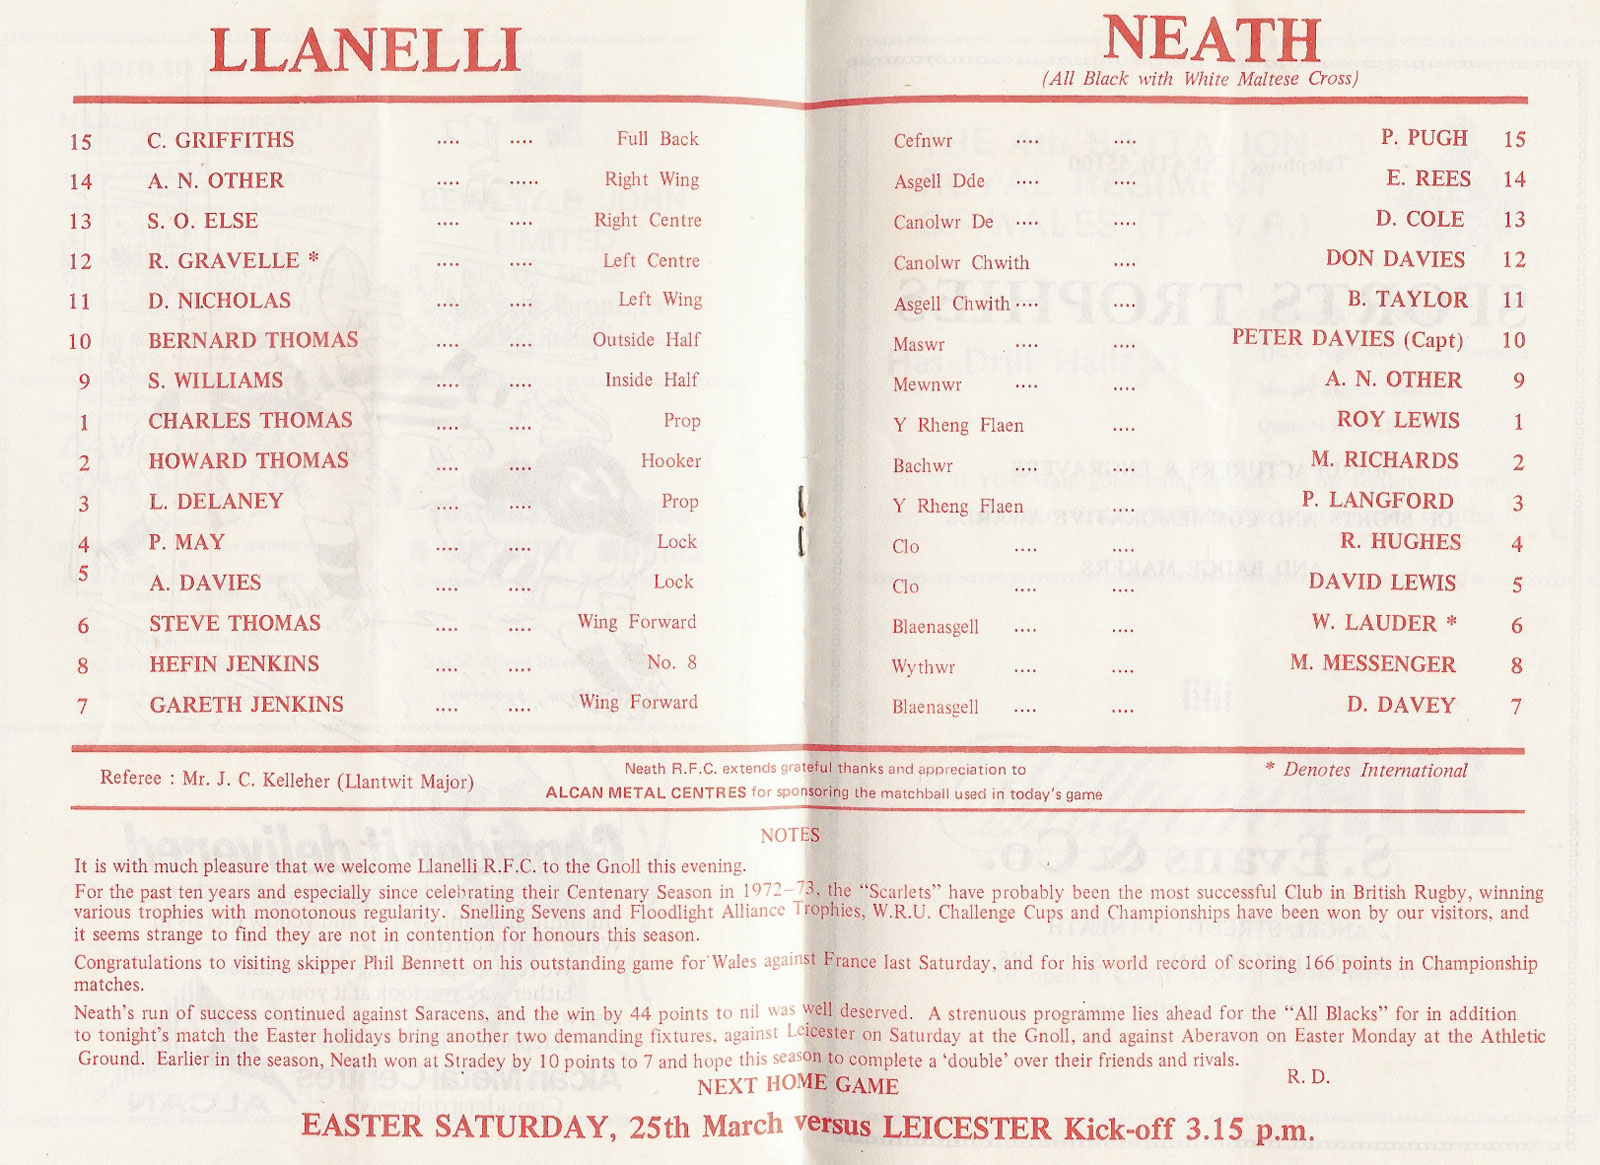 LLANELLI
15 C. GRIFFITHS .... .... Full Back
14 A. N. OTHER .... ..... Right Wing
13 S. O. ELSE .... .... Right Centre
12 R. GRAVELLE * .... .... Left Centre
11 D. NICHOLAS .... .... Left Wing
10 BERNARD THOMAS .... .... Outside Half
9 S. WILLIAMS .... .... Inside Half
1 CHARLES THOMAS .... .... Prop
2 HOWARD THOMAS .... .... Hooker
3 L. DELANEY .... .... Prop
4 P. MAY .... .... Lock
5 A. DAVIES .... .... Lock
6 STEVE THOMAS .... .... Wing Forward
8 HEFIN JENKINS .... .... No. 8
7 GARETH JENKINS .... .... Wing Forward
NEATH
(All Black with White Maltese Cross)
Cefnwr .... .... P. PUGH 15
Asgell Dde .... .... E. REES 14
Canolwr De .... .... D. COLE 13
Canolwr Chwith .... DON DAVIES 12
Asgell Chwith .... .... B. TAYLOR 11
Maswr .... .... PETER DAVIES (Capt) 10
Mewnwr .... .... A. N. OTHER 9
Y Rheng Flaen .... ROY LEWIS 1
Bachwr .... .... M. RICHARDS 2
Y Rheng Flaen .... P. LANGFORD 3
Clo .... .... R. HUGHES 4
Clo .... .... DAVID LEWIS 5
Blaenasgell .... .... W. LAUDER * 6
Wythwr .... .... M. MESSENGER 8
Blaenasgell .... .... D. DAVEY 7
Referee : Mr. J. C. Kelleher (Llantwit Major)
Neath R.F.C. extends grateful thanks and appreciation to
ALCAN METAL CENTRES for sponsoring the matchball used in today's game
* Denotes International
NOTES
It is with much pleasure that we welcome Llanelli R.F.C. to the Gnoll this evening.
For the past ten years and especially since celebrating their Centenary Season in 1972–73, the "Scarlets" have probably been the most successful Club in British Rugby, winning
various trophies with monotonous regularity. Snelling Sevens and Floodlight Alliance Trophies, W.R.U. Challenge Cups and Championships have been won by our visitors, and
it seems strange to find they are not in contention for honours this season.
Congratulations to visiting skipper Phil Bennett on his outstanding game for Wales against France last Saturday, and for his world record of scoring 166 points in Championship
matches.
Neath's run of success continued against Saracens, and the win by 44 points to nil was well deserved. A strenuous programme lies ahead for the "All Blacks" for in addition
to tonight's match the Easter holidays bring another two demanding fixtures, against Leicester on Saturday at the Gnoll, and against Aberavon on Easter Monday at the Athletic
Ground. Earlier in the season, Neath won at Stradey by 10 points to 7 and hope this season to complete a 'double' over their friends and rivals.
R. D.
NEXT HOME GAME
EASTER SATURDAY, 25th March versus LEICESTER Kick-off 3.15 p.m.